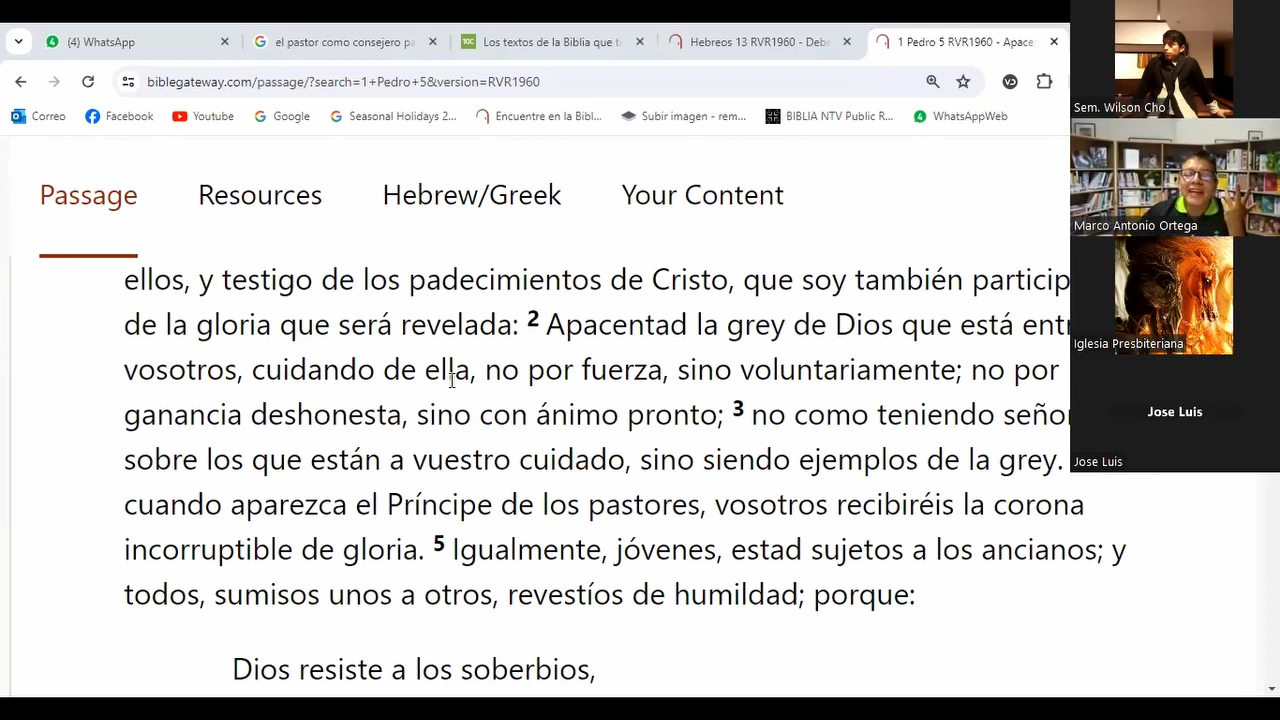 (4) WhatsApp
el pastor como consejero pa
Los textos de la Biblia que t
Hebreos 13 RVR1960 - Debe
1 Pedro 5 RVR1960 - Apace
biblegateway.com/passage/?search=1+Pedro+5&version=RVR1960
Correo
Facebook
Youtube
Google
Seasonal Holidays 2...
Encuentre en la Bibl...
Subir imagen - rem...
BIBLIA NTV Public R...
WhatsAppWeb
Passage
Resources
Hebrew/Greek
Your Content
ellos, y testigo de los padecimientos de Cristo, que soy también particip
de la gloria que será revelada: 2 Apacentad la grey de Dios que está entr
vosotros, cuidando de ella, no por fuerza, sino voluntariamente; no por
ganancia deshonesta, sino con ánimo pronto; 3 no como teniendo señor
sobre los que están a vuestro cuidado, sino siendo ejemplos de la grey.
cuando aparezca el Príncipe de los pastores, vosotros recibiréis la corona
incorruptible de gloria. 5 Igualmente, jóvenes, estad sujetos a los ancianos; y
todos, sumisos unos a otros, revestíos de humildad; porque:
Dios resiste a los soberbios,
Sem. Wilson Cho
Marco Antonio Ortega
Iglesia Presbiteriana
Jose Luis
Jose Luis